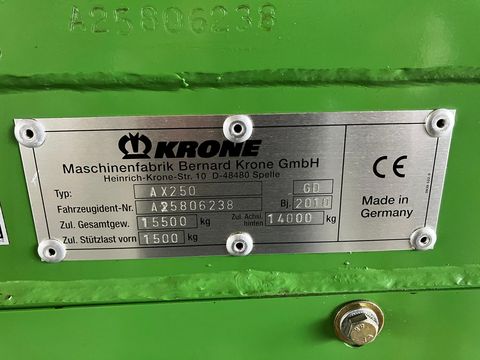 A25806238
KRONE
Maschinenfabrik Bernard Krone GmbH
Heinrich-Krone-Str. 10 D-48480 Spelle
Typ: AX250 GD
Fahrzeugident-Nr. A25806238 Bj. 2010
Zul. Gesamtgew. 15500 kg Zul. Achsl. hinten 14000 kg
Zul. Stützlast vorn 1500 kg
CE
Made in
Germany